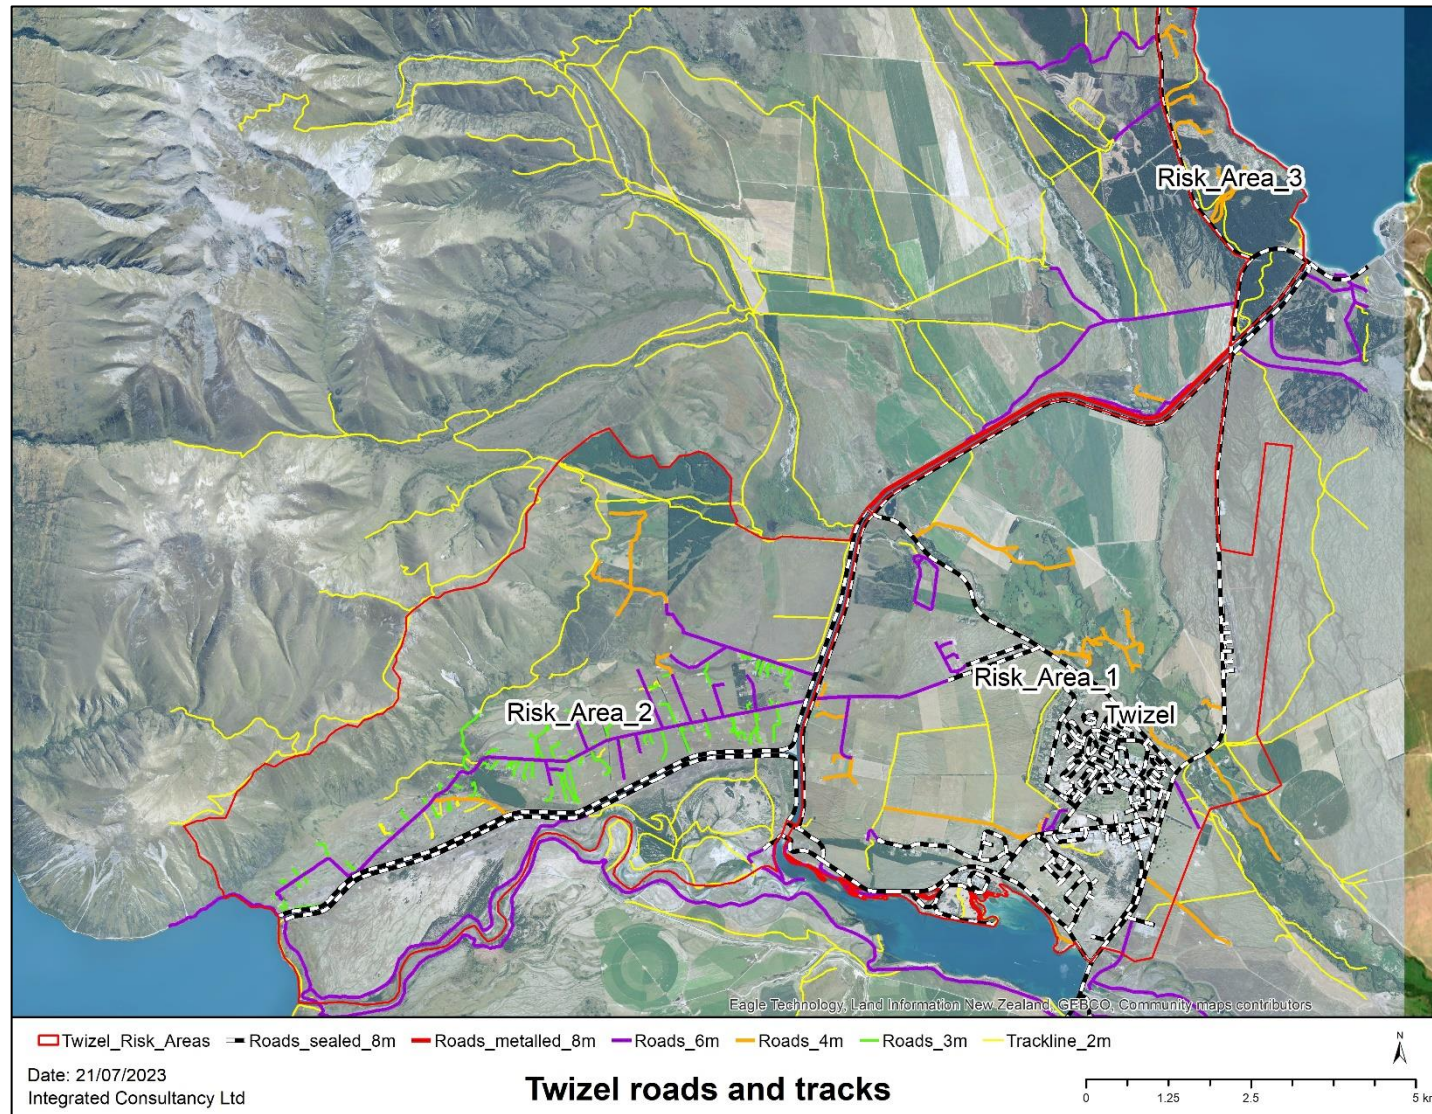 Risk_Area_3
Risk_Area_1
Risk_Area_2
Twizel
Eagle Technology, Land Information New Zealand, GEBCO, Community maps contributors
Twizel_Risk_Areas Roads_sealed_8m Roads_metalled_8m Roads_6m Roads_4m Roads_3m Trackline_2m
N
Date: 21/07/2023
Integrated Consultancy Ltd
Twizel roads and tracks
0 1.25 2.5 5 km